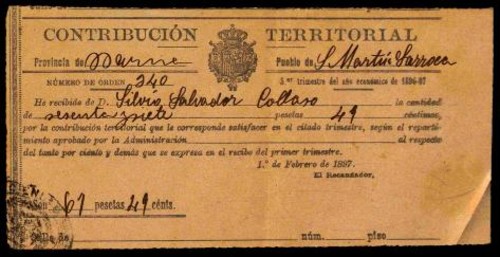 CONTRIBUCIÓN TERRITORIAL
Provincia de Pueblo de S. Martín Sarroca
NÚMERO DE ÓRDEN 340 3.er trimestre del año económico de 1896-97
He recibido de D. Silvio Salvador Collaso la cantidad
de sesenta y siete pesetas 49 céntimos,
por la contribución territorial que le corresponde satisfacer en el citado trimestre, según el reparti-
miento aprobado por la Administración al respecto
del tanto por ciento y demás que se expresa en el recibo del primer trimestre.
1.º de Febrero de 1897.
El Recaudador,
Son 67 pesetas 49 cénts.
Calle de núm. piso